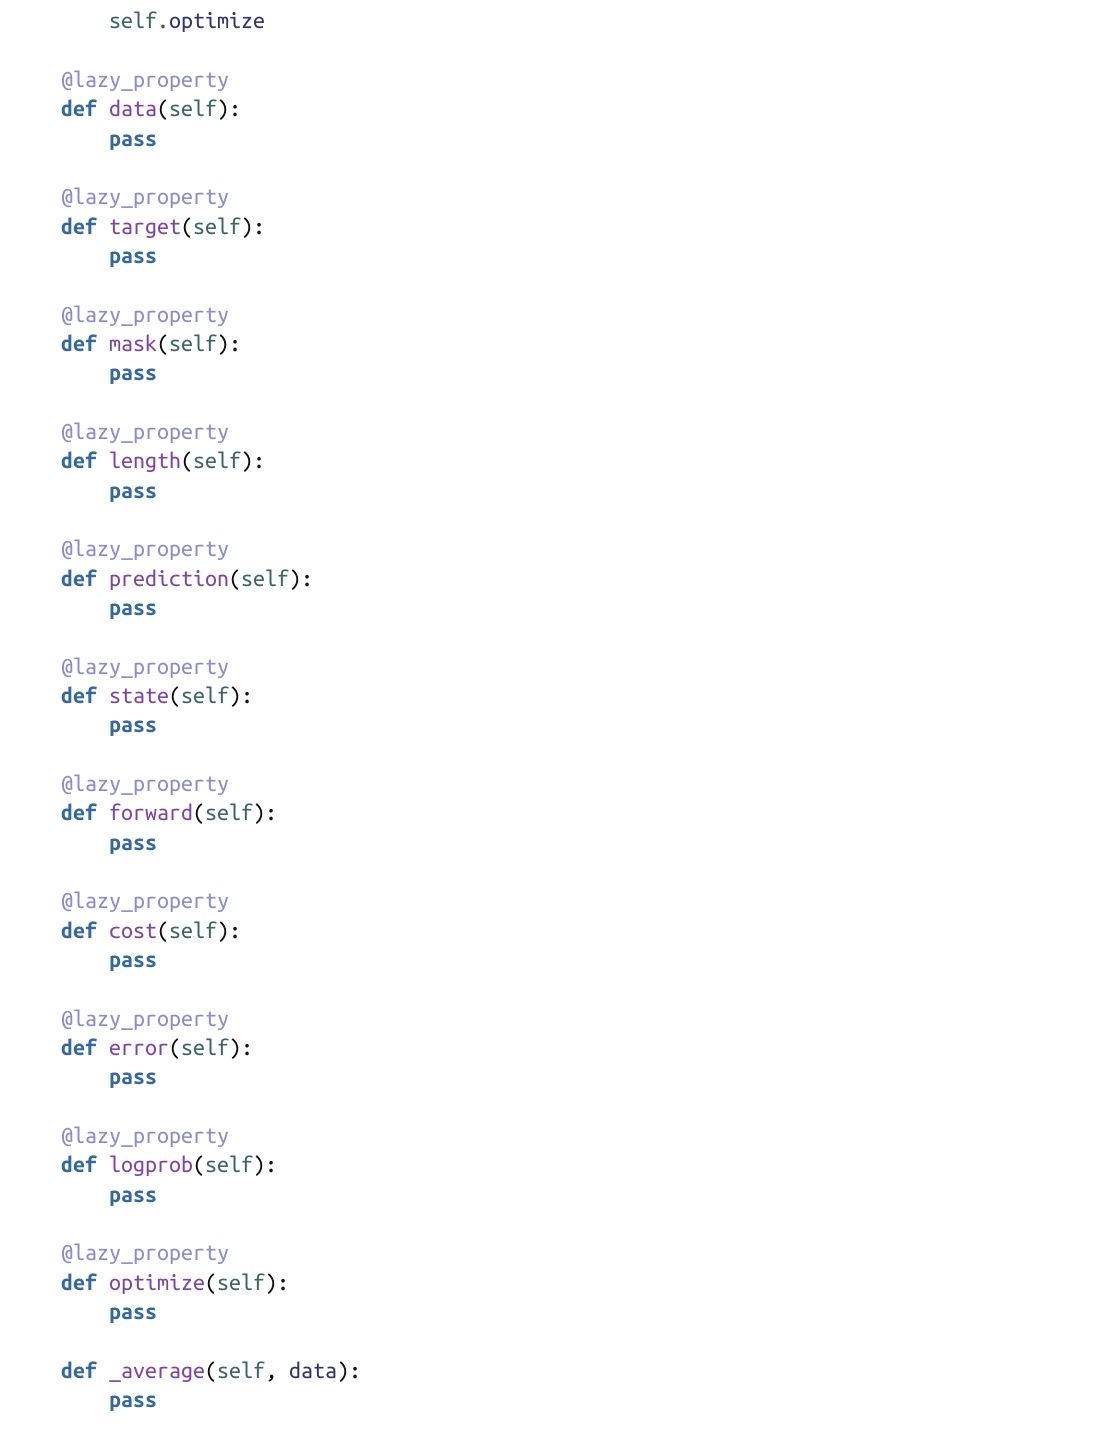 self.optimize

    @lazy_property
    def data(self):
        pass

    @lazy_property
    def target(self):
        pass

    @lazy_property
    def mask(self):
        pass

    @lazy_property
    def length(self):
        pass

    @lazy_property
    def prediction(self):
        pass

    @lazy_property
    def state(self):
        pass

    @lazy_property
    def forward(self):
        pass

    @lazy_property
    def cost(self):
        pass

    @lazy_property
    def error(self):
        pass

    @lazy_property
    def logprob(self):
        pass

    @lazy_property
    def optimize(self):
        pass

    def _average(self, data):
        pass